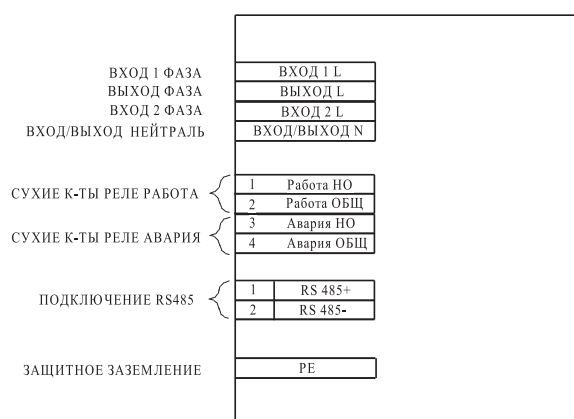 ВХОД 1 ФАЗА ВХОД 1 L
ВЫХОД ФАЗА ВЫХОД L
ВХОД 2 ФАЗА ВХОД 2 L
ВХОД/ВЫХОД НЕЙТРАЛЬ ВХОД/ВЫХОД N
СУХИЕ К-ТЫ РЕЛЕ РАБОТА
1 Работа НО
2 Работа ОБЩ
СУХИЕ К-ТЫ РЕЛЕ АВАРИЯ
3 Авария НО
4 Авария ОБЩ
ПОДКЛЮЧЕНИЕ RS485
1 RS 485+
2 RS 485-
ЗАЩИТНОЕ ЗАЗЕМЛЕНИЕ PE